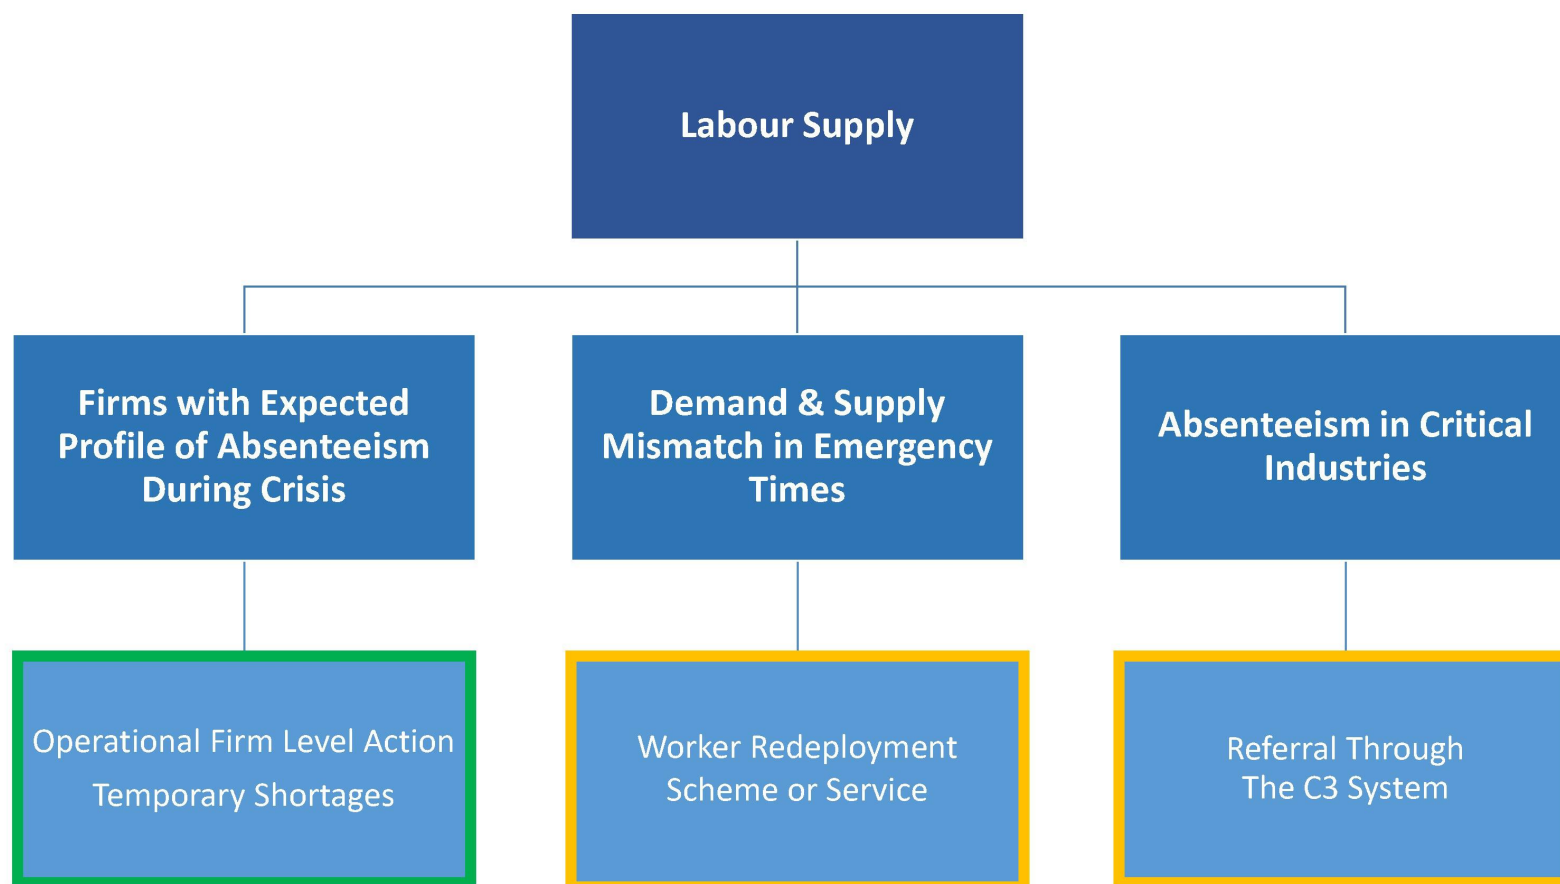 Labour Supply
Firms with Expected
Profile of Absenteeism
During Crisis
Demand & Supply
Mismatch in Emergency
Times
Absenteeism in Critical
Industries
Operational Firm Level Action
Temporary Shortages
Worker Redeployment
Scheme or Service
Referral Through
The C3 System